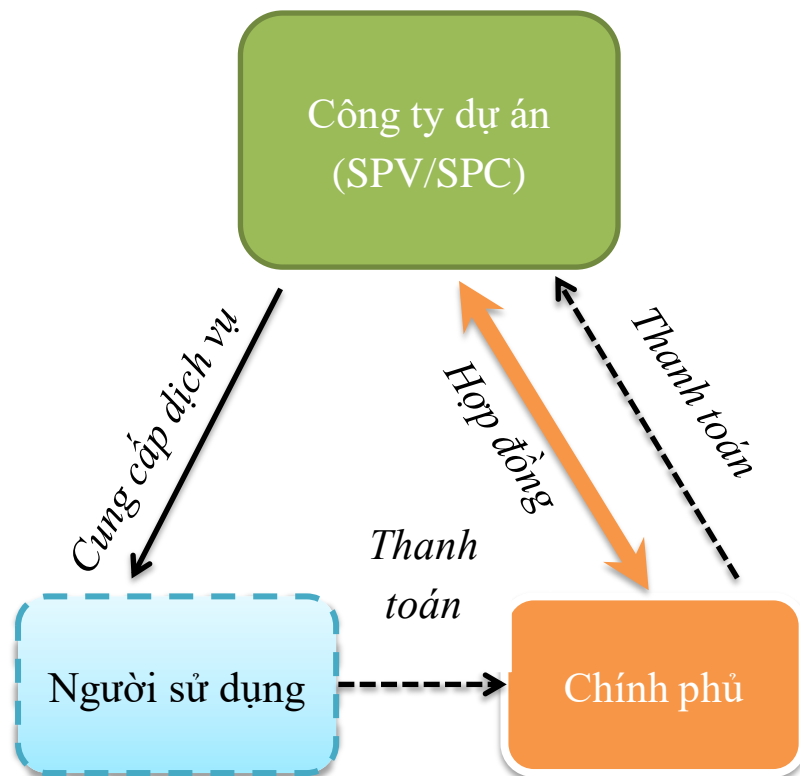 Công ty dự án
(SPV/SPC)
Cung cấp dịch vụ
Hợp đồng
Thanh toán
Thanh
toán
Người sử dụng
Chính phủ